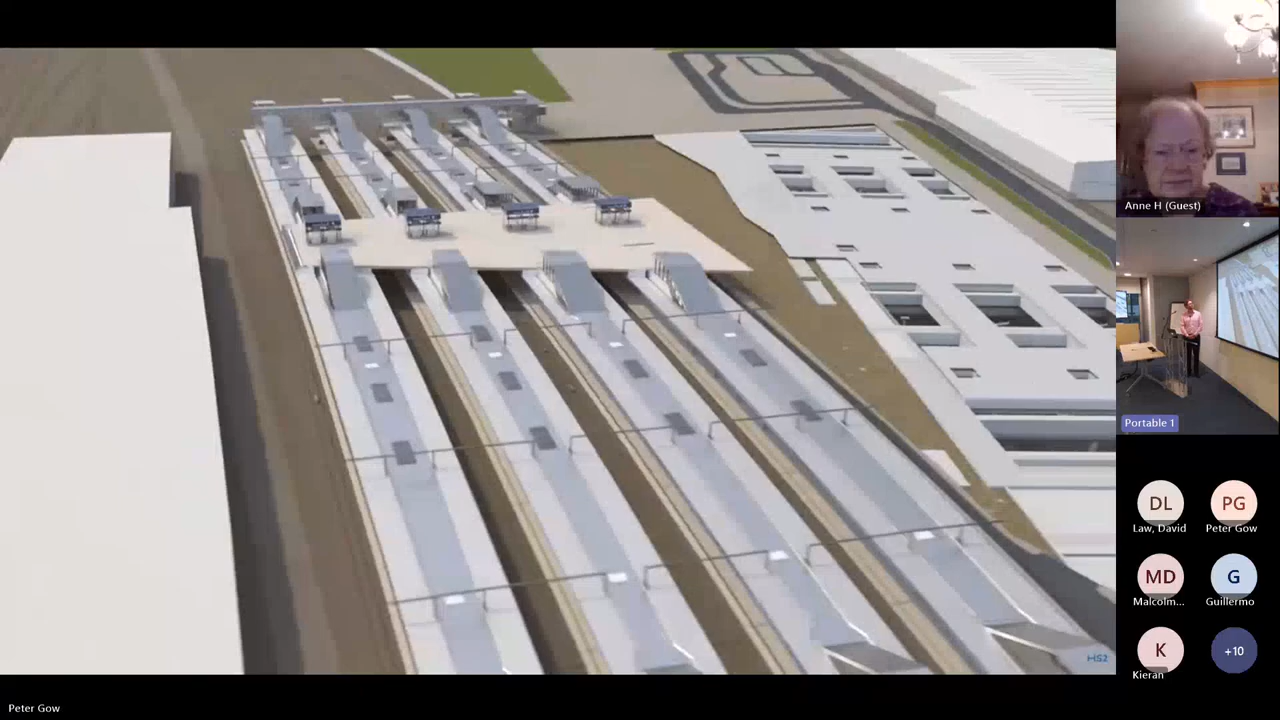 Anne H (Guest)
Portable 1
DL
PG
Law, David
Peter Gow
MD
G
Malcolm...
Guillermo
K
+10
Kieran
HS2
Peter Gow